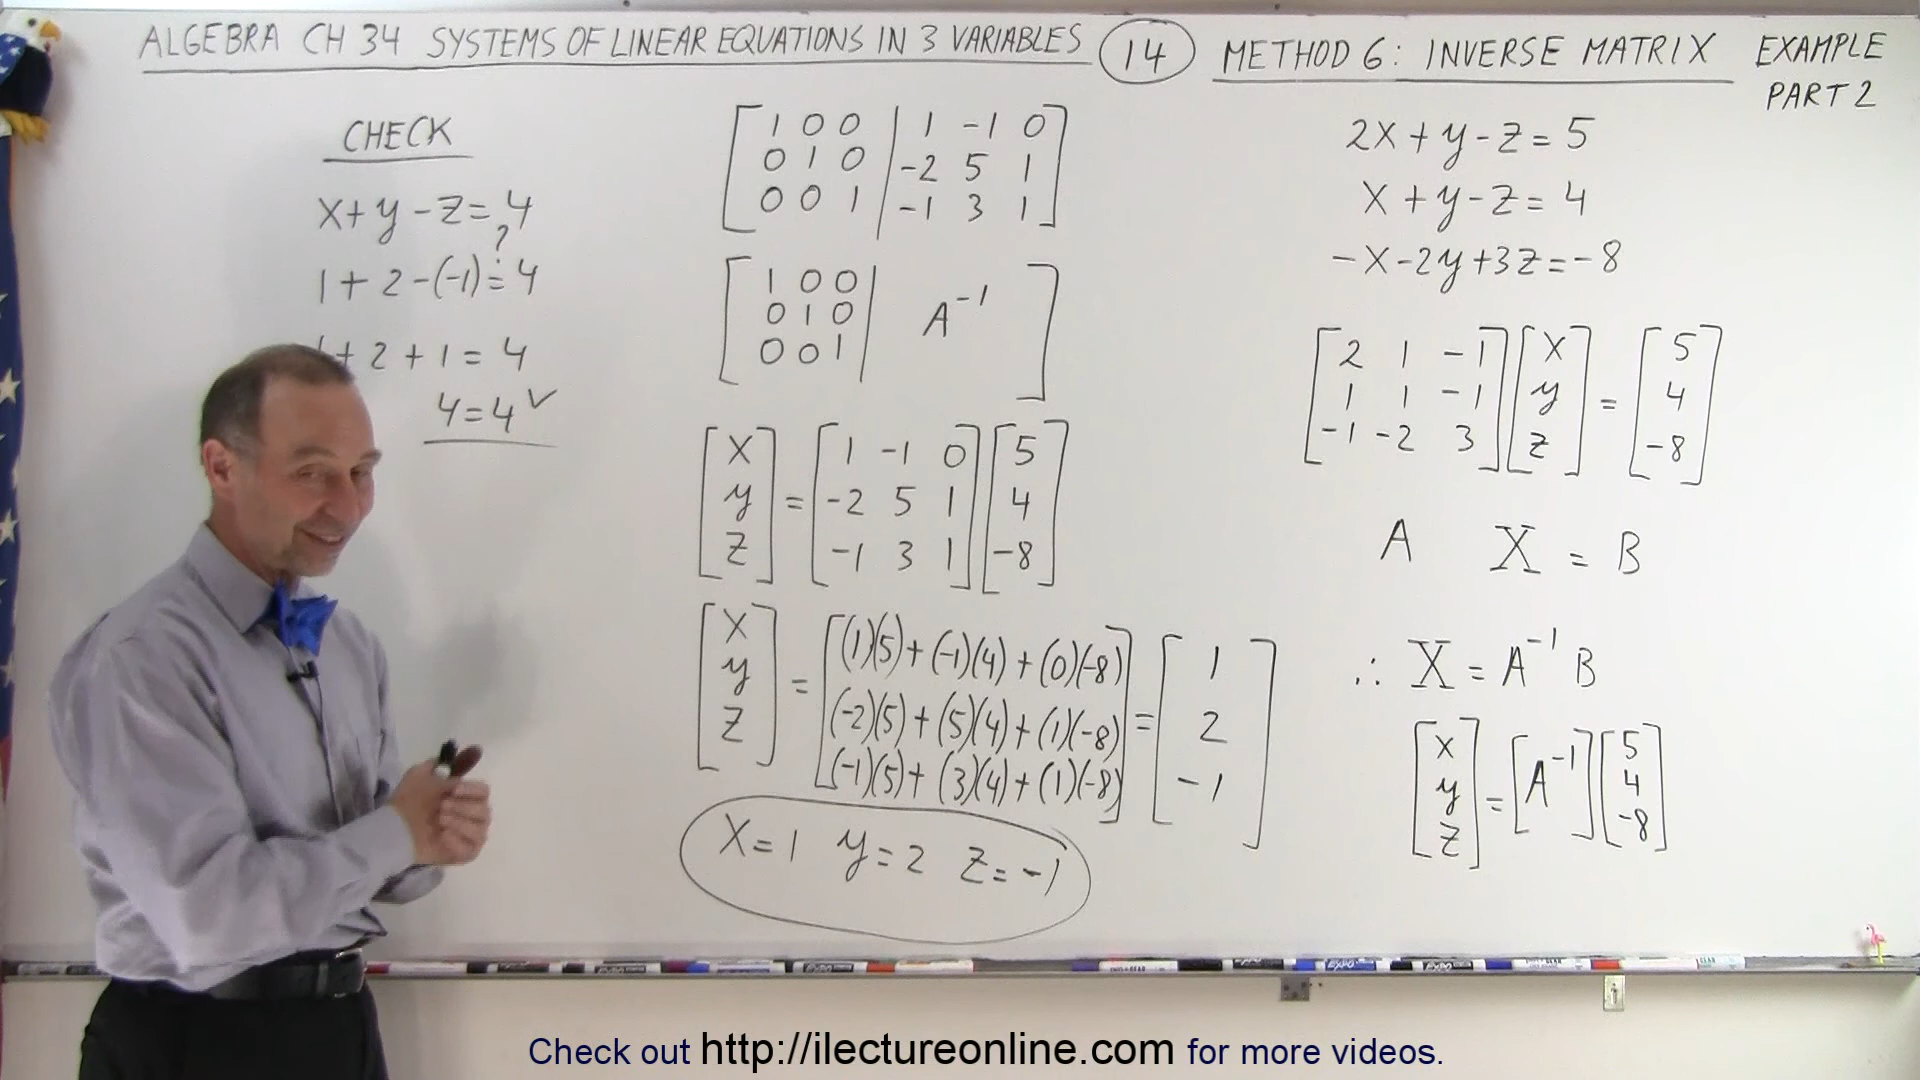 ALGEBRA CH 34 SYSTEMS OF LINEAR EQUATIONS IN 3 VARIABLES 14 METHOD 6: INVERSE MATRIX EXAMPLE
PART 2
CHECK
x+y-z=4
1+2-(-1)=4
?
+2+1=4
4=4 ✓
[1 0 0 | 1 -1 0]
[0 1 0 | -2 5 1]
[0 0 1 | -1 3 1]
[1 0 0 | A⁻¹]
[0 1 0 |]
[0 0 1 |]
[x] = [1 -1 0] [5]
[y] = [-2 5 1] [4]
[z] = [-1 3 1] [-8]
[x] = [(1)(5)+(-1)(4)+(0)(-8)] = [1]
[y] = [(-2)(5)+(5)(4)+(1)(-8)] = [2]
[z] = [(-1)(5)+(3)(4)+(1)(-8)] = [-1]
x=1 y=2 z=-1
2x+y-z=5
x+y-z=4
-x-2y+3z=-8
[2 1 -1] [x] = [5]
[1 1 -1] [y] = [4]
[-1 -2 3] [z] = [-8]
A X = B
∴ X = A⁻¹ B
[x] = [A⁻¹] [5]
[y] [4]
[z] [-8]
Check out http://ilectureonline.com for more videos.